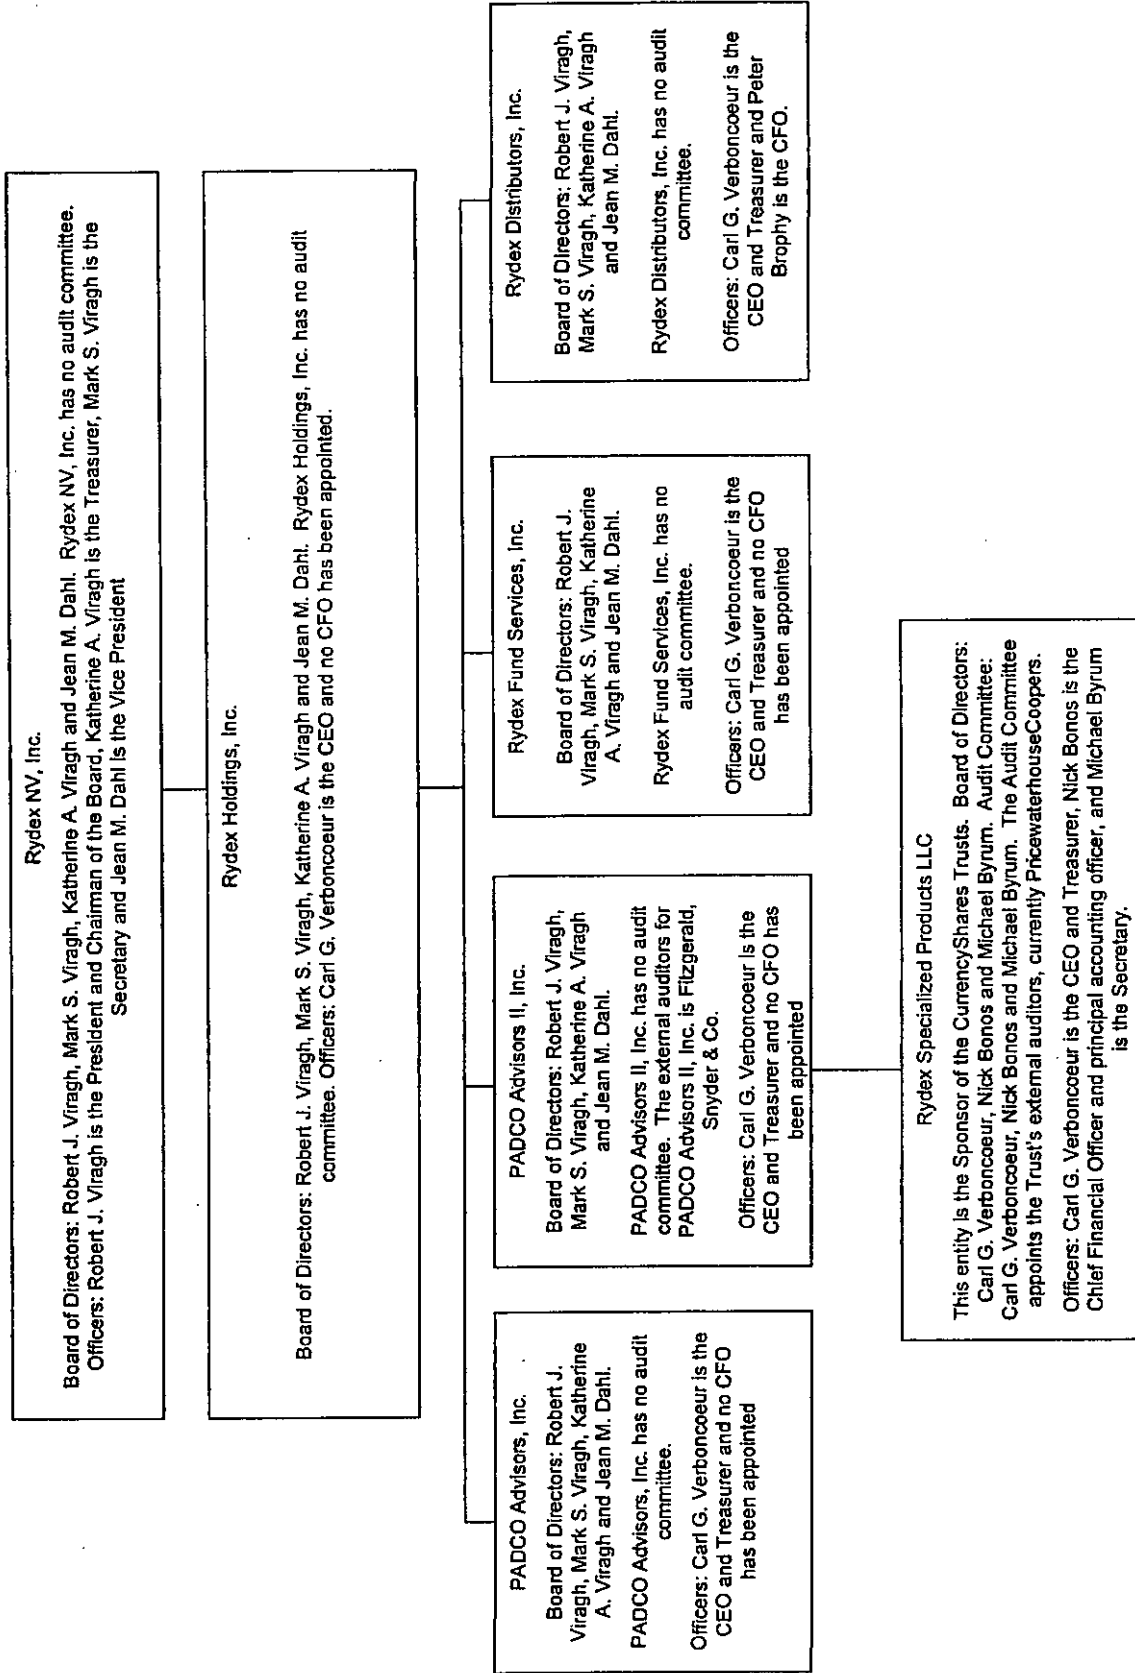 Rydex NV, Inc.
Board of Directors: Robert J. Viragh, Mark S. Viragh, Katherine A. Viragh and Jean M. Dahl. Rydex NV, Inc. has no audit committee.
Officers: Robert J. Viragh is the President and Chairman of the Board, Katherine A. Viragh is the Treasurer, Mark S. Viragh is the
Secretary and Jean M. Dahl is the Vice President
Rydex Holdings, Inc.
Board of Directors: Robert J. Viragh, Mark S. Viragh, Katherine A. Viragh and Jean M. Dahl. Rydex Holdings, Inc. has no audit
committee. Officers: Carl G. Verboncoeur is the CEO and no CFO has been appointed.
PADCO Advisors, Inc.
Board of Directors: Robert J.
Viragh, Mark S. Viragh, Katherine
A. Viragh and Jean M. Dahl.
PADCO Advisors, Inc. has no audit
committee.
Officers: Carl G. Verboncoeur is the
CEO and Treasurer and no CFO
has been appointed
PADCO Advisors II, Inc.
Board of Directors: Robert J. Viragh,
Mark S. Viragh, Katherine A. Viragh
and Jean M. Dahl.
PADCO Advisors II, Inc. has no audit
committee. The external auditors for
PADCO Advisors II, Inc. is Fitzgerald,
Snyder & Co.
Officers: Carl G. Verboncoeur is the
CEO and Treasurer and no CFO has
been appointed
Rydex Fund Services, Inc.
Board of Directors: Robert J.
Viragh, Mark S. Viragh, Katherine
A. Viragh and Jean M. Dahl.
Rydex Fund Services, Inc. has no
audit committee.
Officers: Carl G. Verboncoeur is the
CEO and Treasurer and no CFO
has been appointed
Rydex Distributors, Inc.
Board of Directors: Robert J. Viragh,
Mark S. Viragh, Katherine A. Viragh
and Jean M. Dahl.
Rydex Distributors, Inc. has no audit
committee.
Officers: Carl G. Verboncoeur is the
CEO and Treasurer and Peter
Brophy is the CFO.
Rydex Specialized Products LLC
This entity is the Sponsor of the CurrencyShares Trusts. Board of Directors:
Carl G. Verboncoeur, Nick Bonos and Michael Byrum. Audit Committee:
Carl G. Verboncoeur, Nick Bonos and Michael Byrum. The Audit Committee
appoints the Trust's external auditors, currently PricewaterhouseCoopers.
Officers: Carl G. Verboncoeur is the CEO and Treasurer, Nick Bonos is the
Chief Financial Officer and principal accounting officer, and Michael Byrum
is the Secretary.